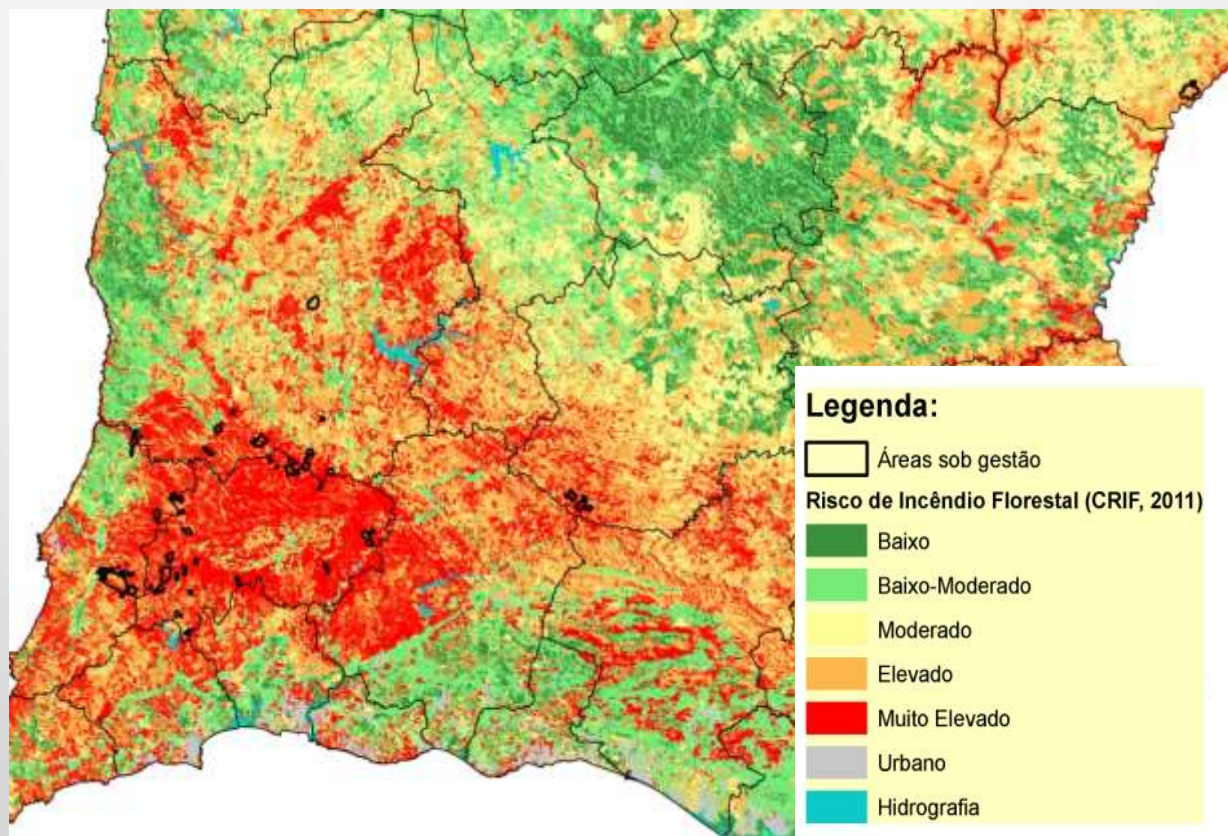 Legenda:
Áreas sob gestão
Risco de Incêndio Florestal (CRIF, 2011)
Baixo
Baixo-Moderado
Moderado
Elevado
Muito Elevado
Urbano
Hidrografia